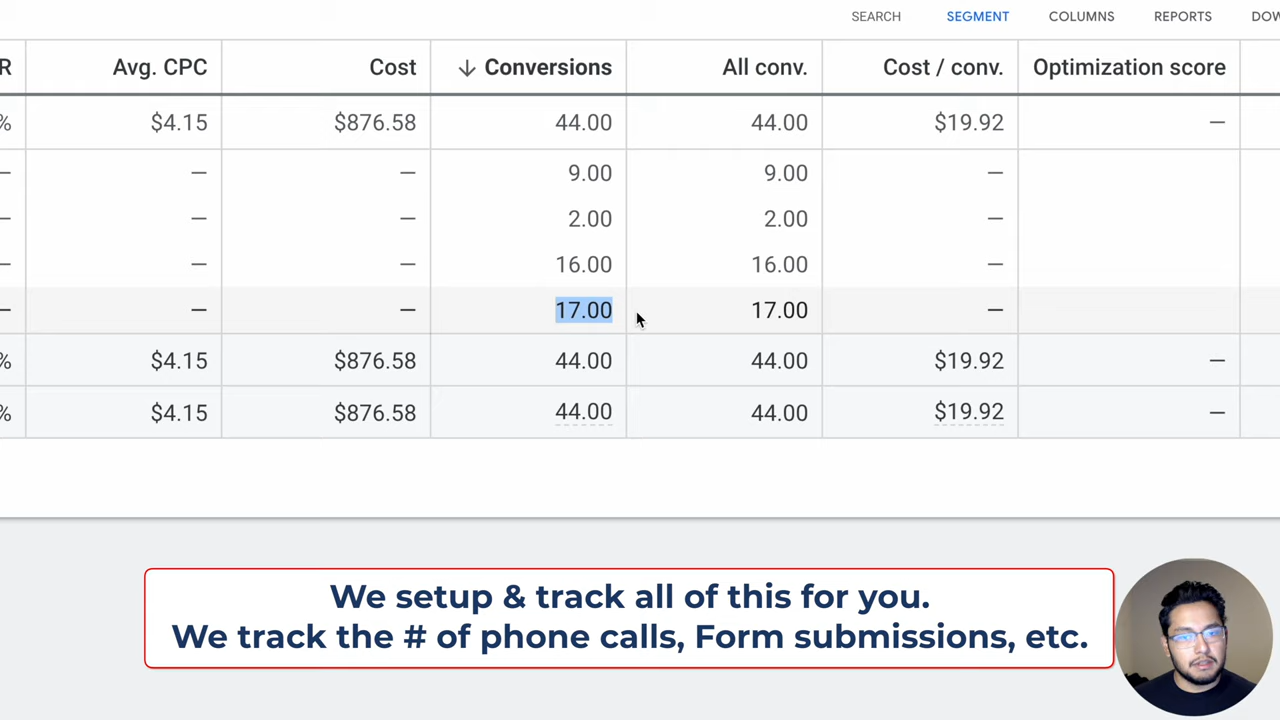 SEARCH SEGMENT COLUMNS REPORTS DOW
R Avg. CPC Cost ↓ Conversions All conv. Cost / conv. Optimization score
% $4.15 $876.58 44.00 44.00 $19.92 —
— — — 9.00 9.00 —
— — — 2.00 2.00 —
— — — 16.00 16.00 —
— — — 17.00 17.00 —
% $4.15 $876.58 44.00 44.00 $19.92 —
% $4.15 $876.58 44.00 44.00 $19.92 —
We setup & track all of this for you.
We track the # of phone calls, Form submissions, etc.